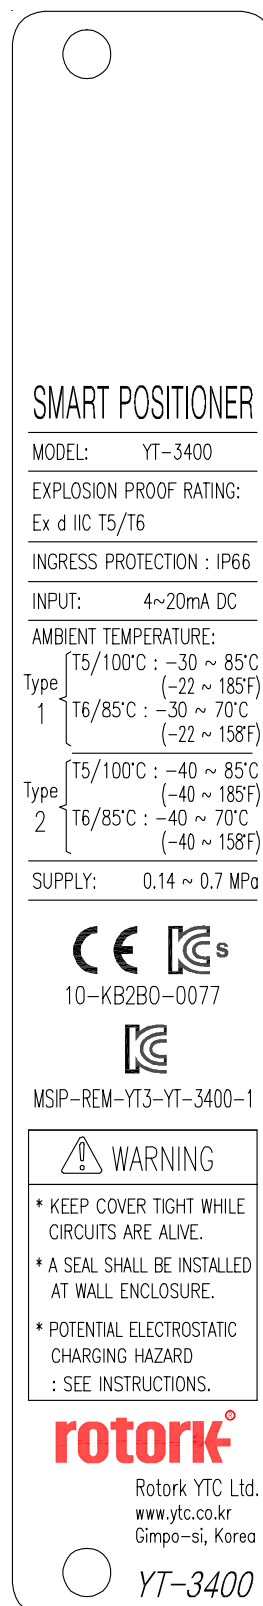 SMART POSITIONER
MODEL: YT-3400
EXPLOSION PROOF RATING:
Ex d IIC T5/T6
INGRESS PROTECTION : IP66
INPUT: 4~20mA DC
AMBIENT TEMPERATURE:
Type 1
T5/100°C : -30 ~ 85°C
(-22 ~ 185°F)
T6/85°C : -30 ~ 70°C
(-22 ~ 158°F)
Type 2
T5/100°C : -40 ~ 85°C
(-40 ~ 185°F)
T6/85°C : -40 ~ 70°C
(-40 ~ 158°F)
SUPPLY: 0.14 ~ 0.7 MPa
CE KC s
10-KB2BO-0077
KC
MSIP-REM-YT3-YT-3400-1
WARNING
* KEEP COVER TIGHT WHILE
CIRCUITS ARE ALIVE.
* A SEAL SHALL BE INSTALLED
AT WALL ENCLOSURE.
* POTENTIAL ELECTROSTATIC
CHARGING HAZARD
: SEE INSTRUCTIONS.
rotork®
Rotork YTC Ltd.
www.ytc.co.kr
Gimpo-si, Korea
YT-3400